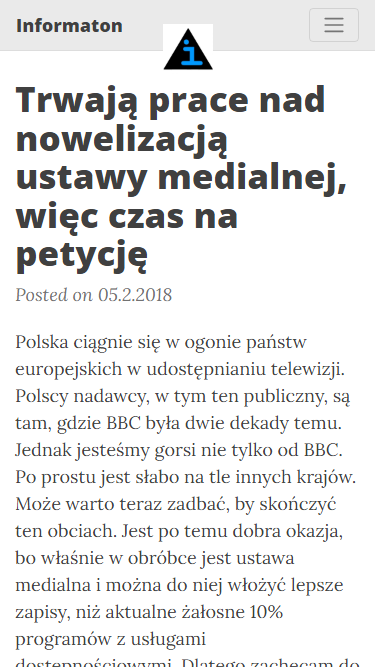 Informaton
i
Trwają prace nad
nowelizacją
ustawy medialnej,
więc czas na
petycję
Posted on 05.2.2018
Polska ciągnie się w ogonie państw
europejskich w udostępnianiu telewizji.
Polscy nadawcy, w tym ten publiczny, są
tam, gdzie BBC była dwie dekady temu.
Jednak jesteśmy gorsi nie tylko od BBC.
Po prostu jest słabo na tle innych krajów.
Może warto teraz zadbać, by skończyć
ten obciach. Jest po temu dobra okazja,
bo właśnie w obróbce jest ustawa
medialna i można do niej włożyć lepsze
zapisy, niż aktualne żałosne 10%
programów z usługami
dostępnościowymi. Dlatego zachęcam do